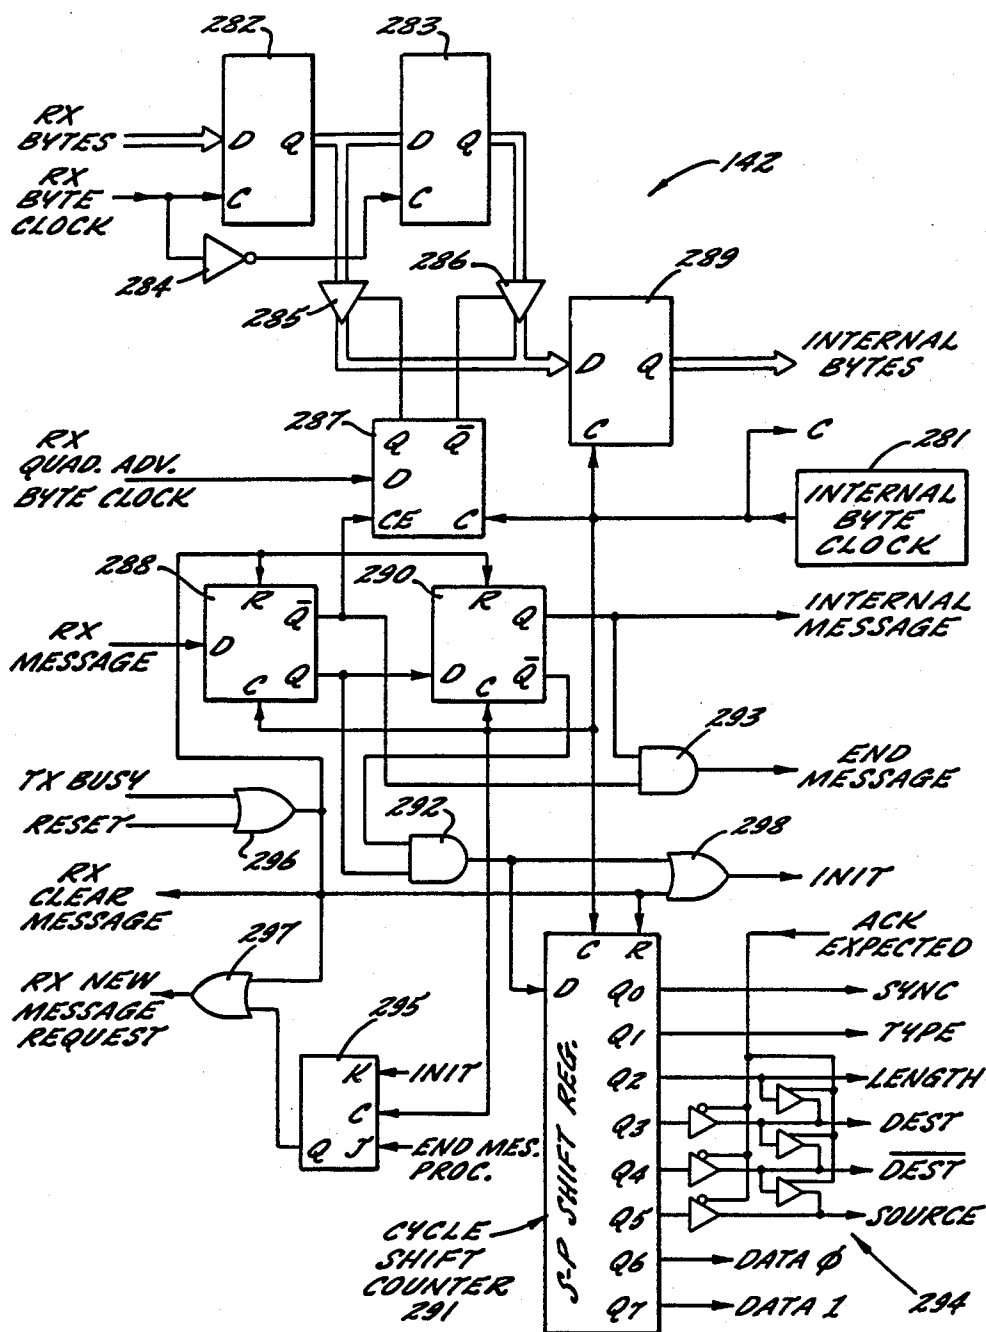 282
283
RX
BYTES
D
Q
D
Q
142
RX
BYTE
CLOCK
C
C
284
285
286
289
D
Q
INTERNAL
BYTES
C
287
Q
Q̅
RX
QUAD. ADV.
BYTE CLOCK
D
CE
C
C
281
INTERNAL
BYTE
CLOCK
288
290
R
Q̅
R
Q
INTERNAL
MESSAGE
RX
MESSAGE
D
C
Q
D
C
Q̅
293
END
MESSAGE
TX BUSY
RESET
296
292
298
INIT
RX
CLEAR
MESSAGE
297
ACK
EXPECTED
RX NEW
MESSAGE
REQUEST
295
K
INIT
C
Q
J
END MES.
PROC.
C
R
D
Q0
SYNC
Q1
TYPE
Q2
LENGTH
Q3
DEST
Q4
D̅E̅S̅T̅
Q5
SOURCE
Q6
DATA Ø
Q7
DATA 1
S-P SHIFT REG.
CYCLE
SHIFT
COUNTER
291
294